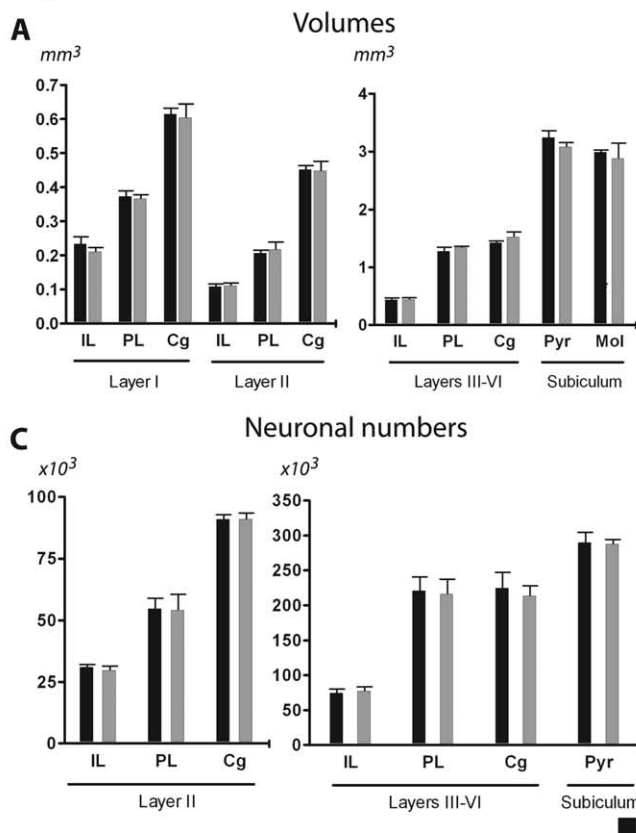 A
Volumes
mm3
mm3
0.7
0.6
0.5
0.4
0.3
0.2
0.1
0.0
4
3
2
1
0
IL PL Cg IL PL Cg
Layer I Layer II
IL PL Cg Pyr Mol
Layers III-VI Subiculum
C
Neuronal numbers
x103
x103
100
75
50
25
0
350
300
250
200
150
100
50
0
IL PL Cg
Layer II
IL PL Cg Pyr
Layers III-VI Subiculum